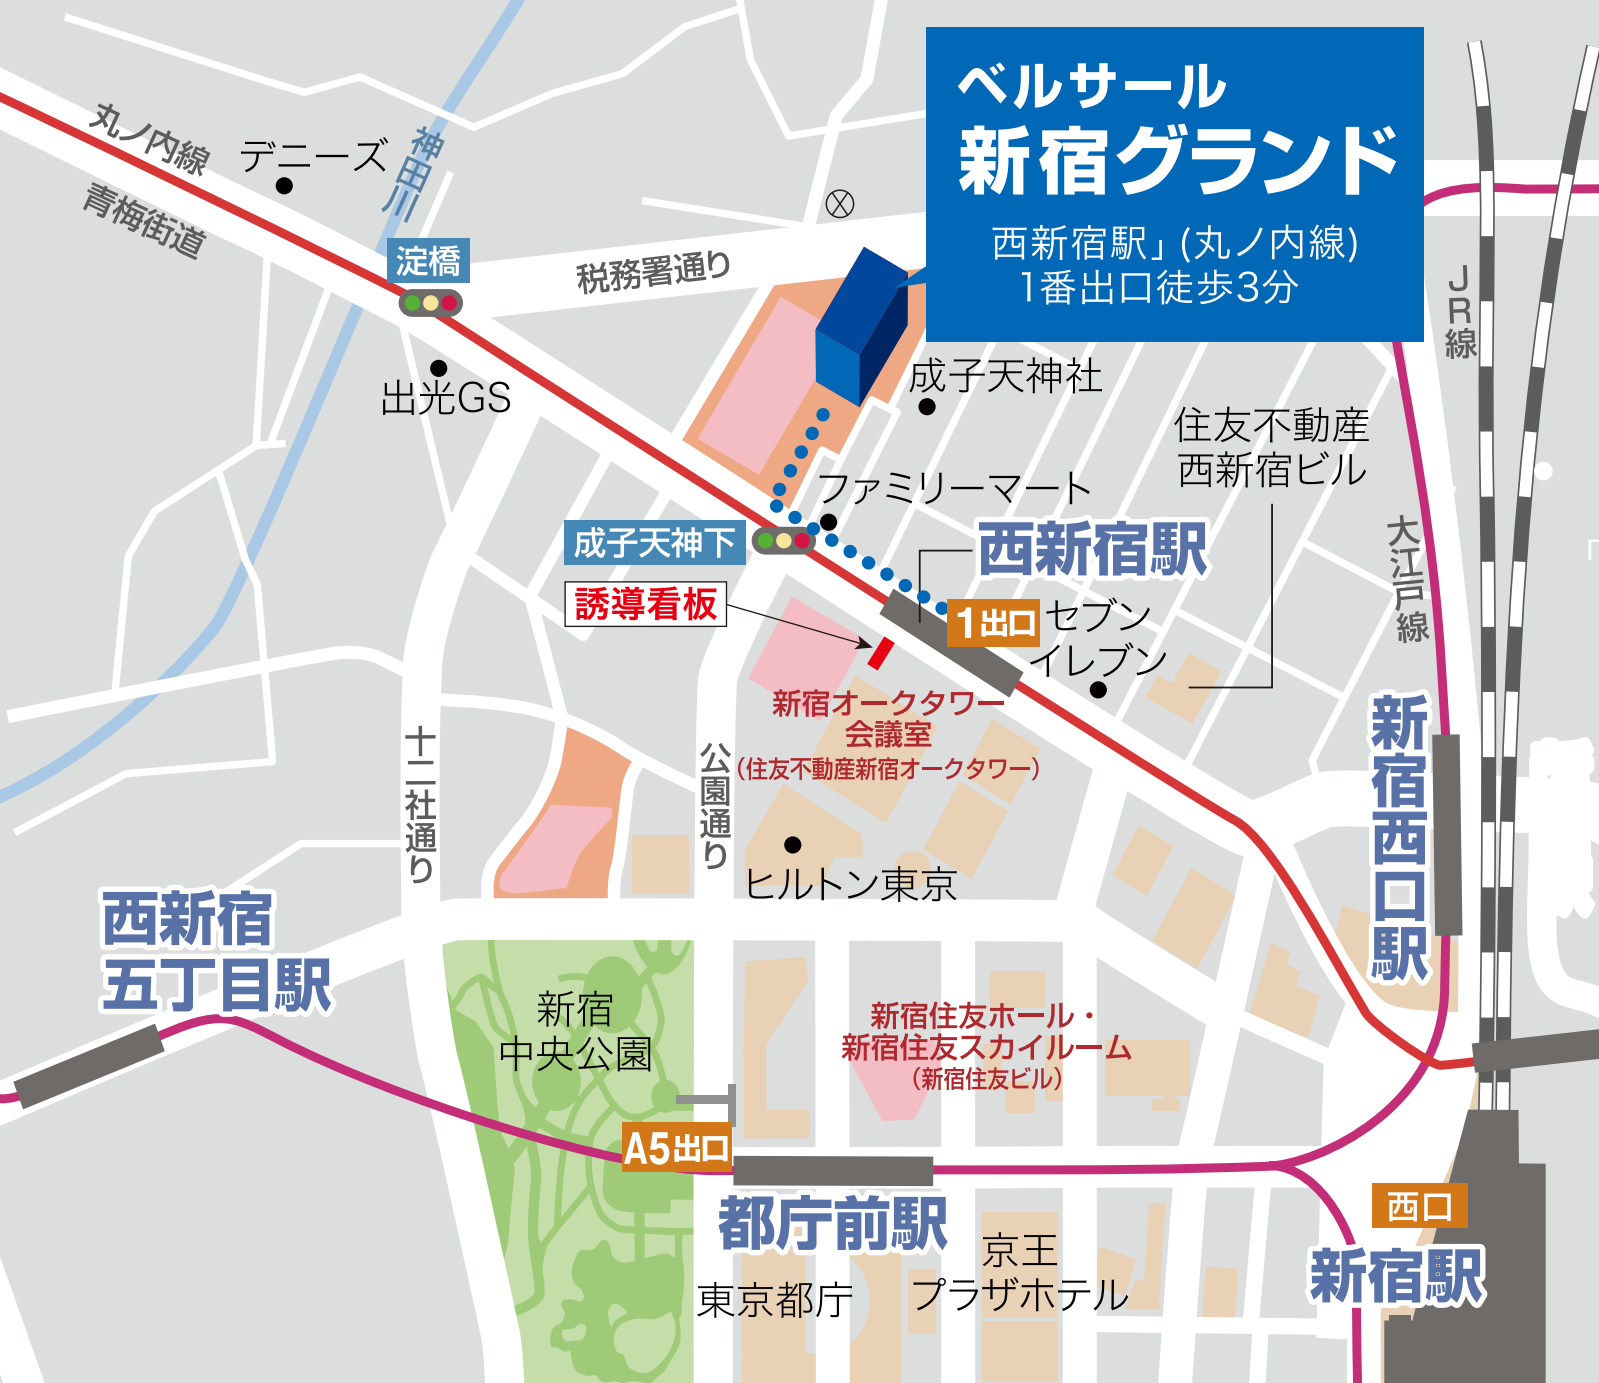 ベルサール
新宿グランド
西新宿駅」(丸ノ内線)
1番出口徒歩3分
丸ノ内線
青梅街道
デニーズ
神田川
淀橋
税務署通り
出光GS
成子天神社
JR線
住友不動産
西新宿ビル
ファミリーマート
成子天神下
西新宿駅
誘導看板
1出口
セブン
イレブン
大江戸線
新宿オークタワー
会議室
(住友不動産新宿オークタワー)
十二社通り
公園通り
新宿西口駅
ヒルトン東京
西新宿
五丁目駅
新宿
中央公園
新宿住友ホール・
新宿住友スカイルーム
(新宿住友ビル)
A5出口
都庁前駅
東京都庁
京王
プラザホテル
西口
新宿駅